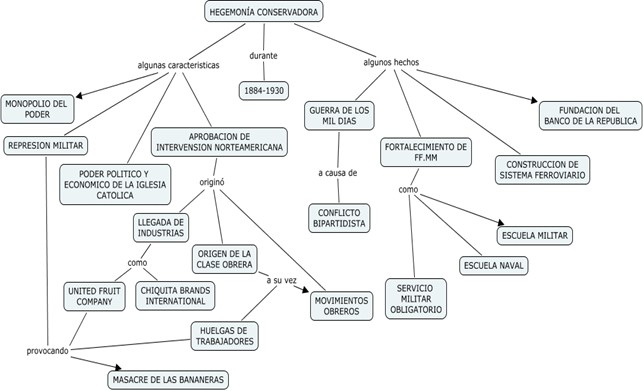 HEGEMONÍA CONSERVADORA
algunas caracteristicas
durante
algunos hechos
1884-1930
MONOPOLIO DEL
PODER
REPRESION MILITAR
PODER POLITICO Y
ECONOMICO DE LA IGLESIA
CATOLICA
APROBACION DE
INTERVENSION NORTEAMERICANA
GUERRA DE LOS
MIL DIAS
FORTALECIMIENTO DE
FF.MM
FUNDACION DEL
BANCO DE LA REPUBLICA
CONSTRUCCION DE
SISTEMA FERROVIARIO
originó
a causa de
como
LLEGADA DE
INDUSTRIAS
ORIGEN DE LA
CLASE OBRERA
CONFLICTO
BIPARTIDISTA
ESCUELA MILITAR
ESCUELA NAVAL
SERVICIO
MILITAR
OBLIGATORIO
como
a su vez
UNITED FRUIT
COMPANY
CHIQUITA BRANDS
INTERNATIONAL
MOVIMIENTOS
OBREROS
HUELGAS DE
TRABAJADORES
provocando
MASACRE DE LAS BANANERAS